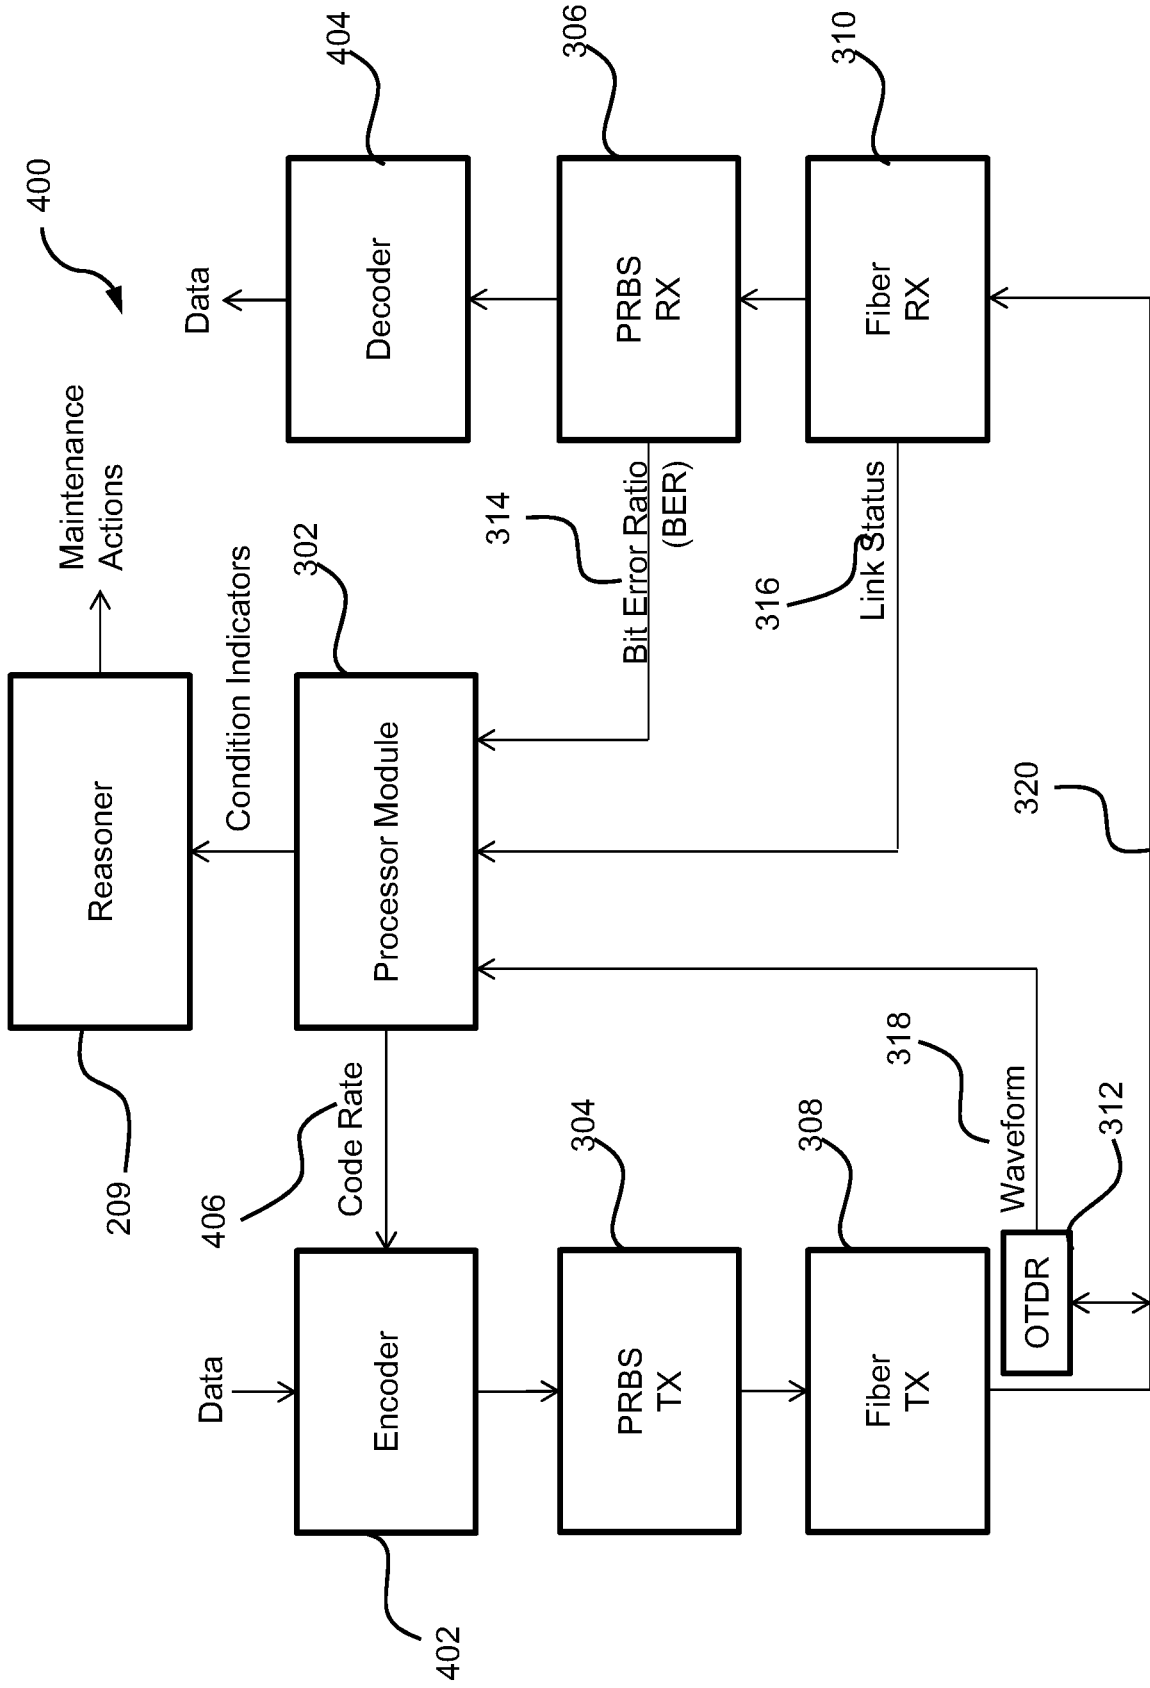 400
Maintenance
Actions
Reasoner
209
Condition Indicators
302
Processor Module
Code Rate
406
Data
Encoder
402
Data
Decoder
404
PRBS
TX
304
PRBS
RX
306
Bit Error Ratio
(BER)
314
Fiber
TX
308
Fiber
RX
310
Link Status
316
Waveform
318
OTDR
312
320